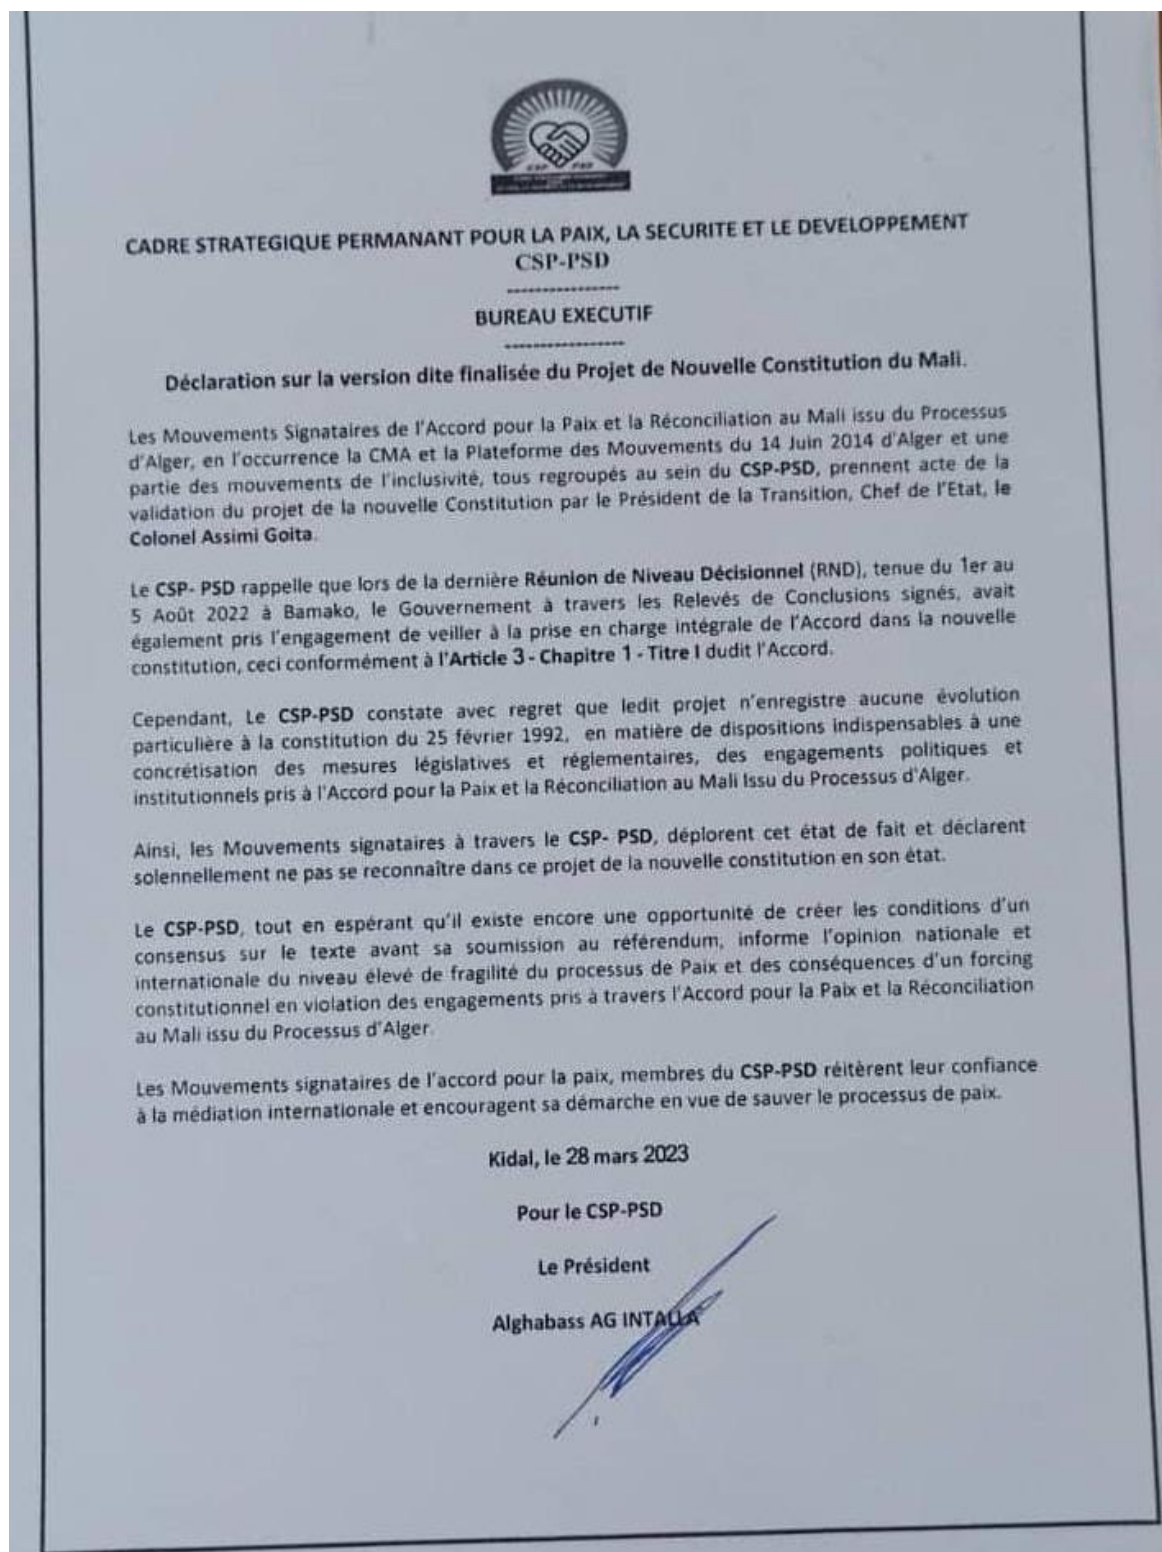 CSP PSD
CADRE STRATEGIQUE PERMANANT POUR LA PAIX, LA SECURITE ET LE DEVELOPPEMENT
CSP-PSD
----------------
BUREAU EXECUTIF
-----------------
Déclaration sur la version dite finalisée du Projet de Nouvelle Constitution du Mali.
Les Mouvements Signataires de l'Accord pour la Paix et la Réconciliation au Mali issu du Processus
d'Alger, en l'occurrence la CMA et la Plateforme des Mouvements du 14 Juin 2014 d'Alger et une
partie des mouvements de l'inclusivité, tous regroupés au sein du CSP-PSD, prennent acte de la
validation du projet de la nouvelle Constitution par le Président de la Transition, Chef de l'Etat, le
Colonel Assimi Goita.
Le CSP- PSD rappelle que lors de la dernière Réunion de Niveau Décisionnel (RND), tenue du 1er au
5 Août 2022 à Bamako, le Gouvernement à travers les Relevés de Conclusions signés, avait
également pris l'engagement de veiller à la prise en charge intégrale de l'Accord dans la nouvelle
constitution, ceci conformément à l'Article 3 - Chapitre 1 - Titre I dudit l'Accord.
Cependant, Le CSP-PSD constate avec regret que ledit projet n'enregistre aucune évolution
particulière à la constitution du 25 février 1992, en matière de dispositions indispensables à une
concrétisation des mesures législatives et réglementaires, des engagements politiques et
institutionnels pris à l'Accord pour la Paix et la Réconciliation au Mali Issu du Processus d'Alger.
Ainsi, les Mouvements signataires à travers le CSP- PSD, déplorent cet état de fait et déclarent
solennellement ne pas se reconnaître dans ce projet de la nouvelle constitution en son état.
Le CSP-PSD, tout en espérant qu'il existe encore une opportunité de créer les conditions d'un
consensus sur le texte avant sa soumission au référendum, informe l'opinion nationale et
internationale du niveau élevé de fragilité du processus de Paix et des conséquences d'un forcing
constitutionnel en violation des engagements pris à travers l'Accord pour la Paix et la Réconciliation
au Mali issu du Processus d'Alger.
Les Mouvements signataires de l'accord pour la paix, membres du CSP-PSD réitèrent leur confiance
à la médiation internationale et encouragent sa démarche en vue de sauver le processus de paix.
Kidal, le 28 mars 2023
Pour le CSP-PSD
Le Président
Alghabass AG INTALLA